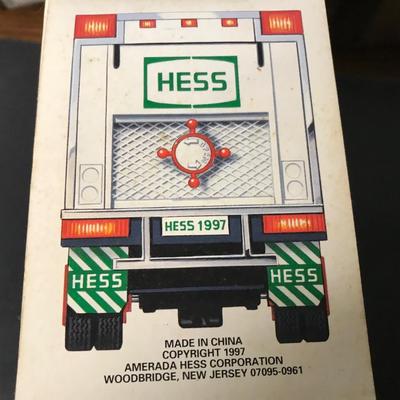 HESS
HESS 1997
HESS
HESS
MADE IN CHINA
COPYRIGHT 1997
AMERADA HESS CORPORATION
WOODBRIDGE, NEW JERSEY 07095-0961